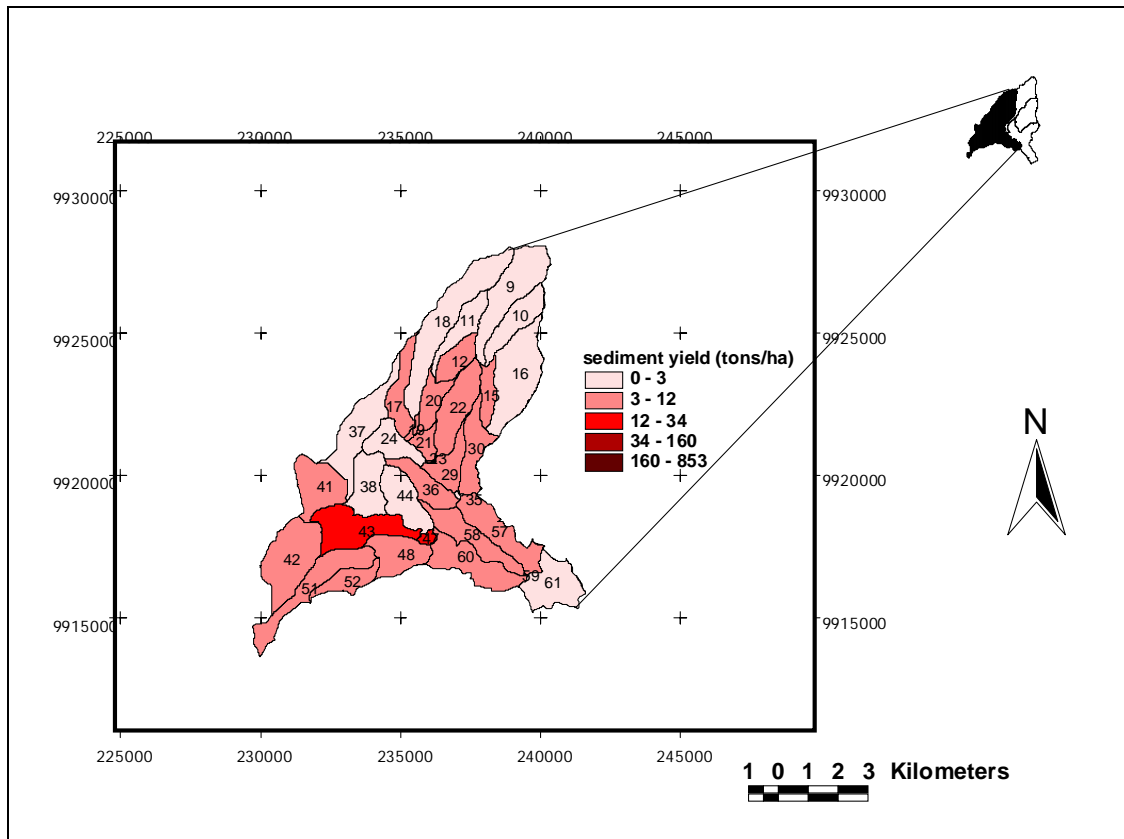 225000 230000 235000 240000 245000
9930000 9930000
9
18 11 10
9925000 9925000
sediment yield (tons/ha)
12 16
0 - 3
15
3 - 12
17 20 22
12 - 34
19
37 24 21 30
34 - 160
N
160 - 853
29
9920000 9920000
41 38 44 36 35
43 57
58
42 48 60
59 61
51 52
9915000 9915000
225000 230000 235000 240000 245000
1 0 1 2 3 Kilometers